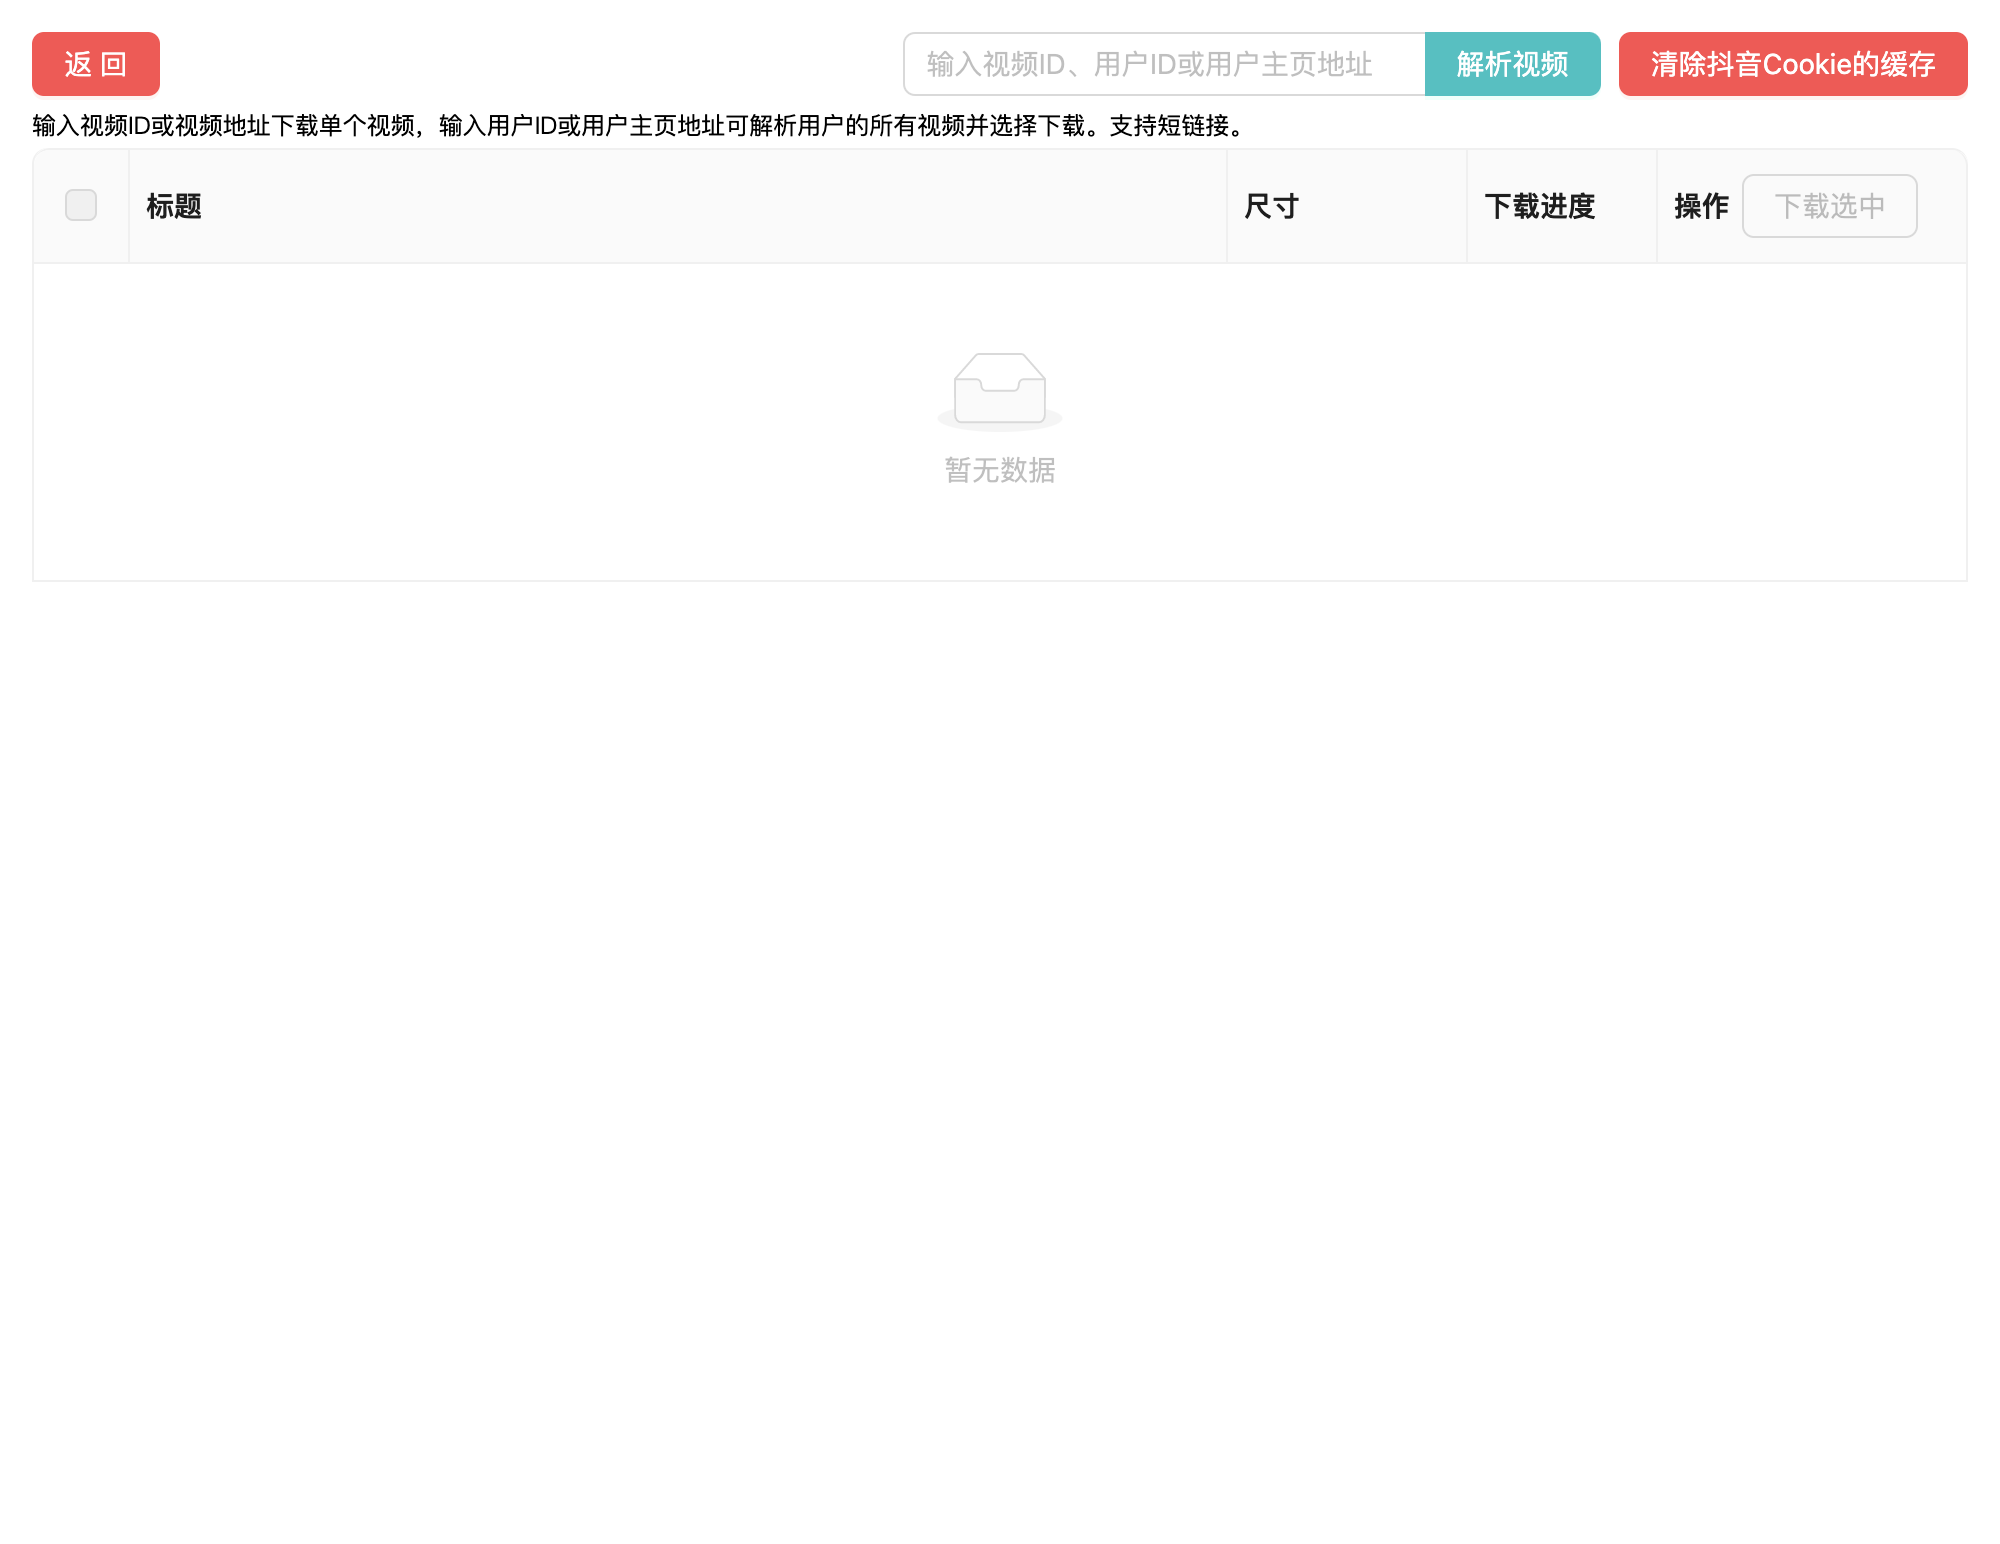 返 回
输入视频ID、用户ID或用户主页地址
解析视频
清除抖音Cookie的缓存
输入视频ID或视频地址下载单个视频，输入用户ID或用户主页地址可解析用户的所有视频并选择下载。支持短链接。
标题
尺寸
下载进度
操作
下载选中
暂无数据